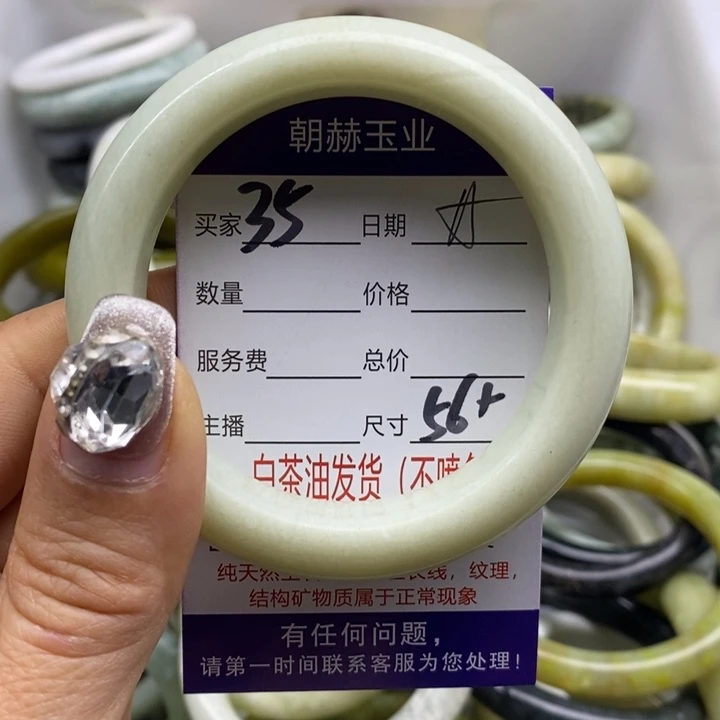 朝赫玉业
买家35 日期
数量 价格
服务费 总价
主播 尺寸56+
白茶油发货（不喷
纯天然 长线，纹理，
结构矿物质属于正常现象
有任何问题，
请第一时间联系客服为您处理！